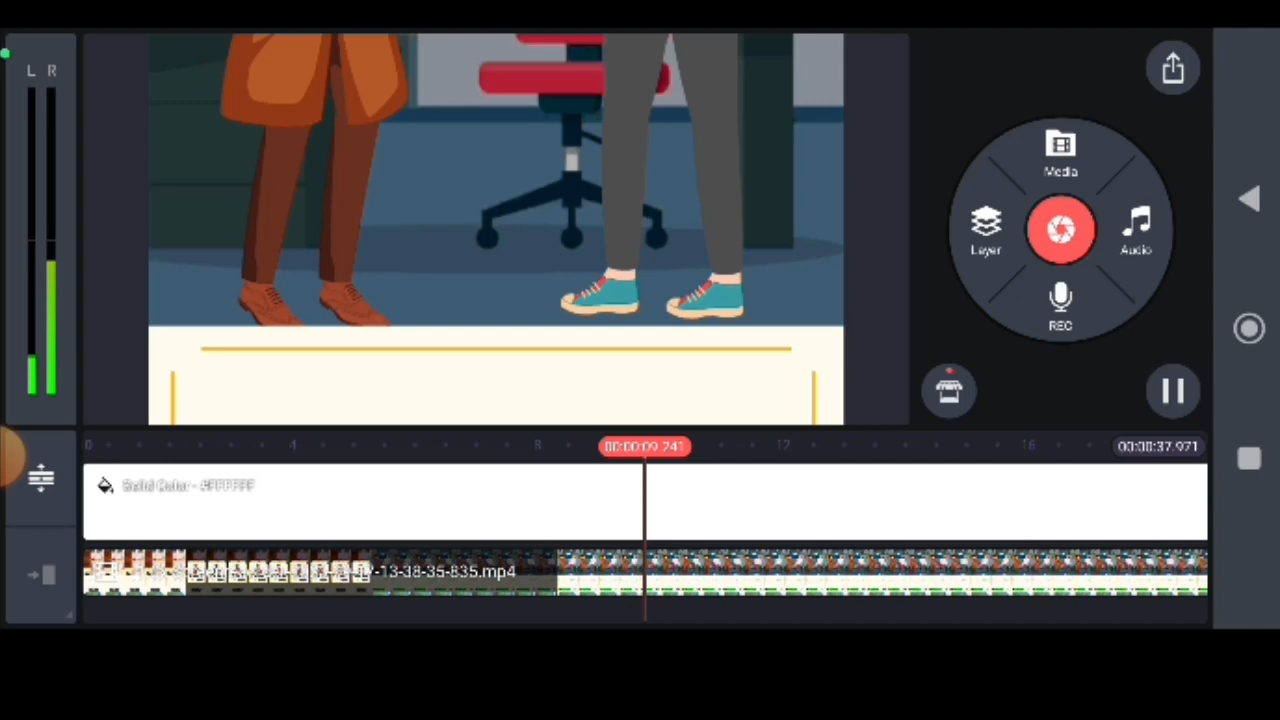 L R
Media
Layer
Audio
REC
0 4 8 00:00:09.241 12 16 00:00:37.971
Solid Color - #FFFFFF
-13-38-35-835.mp4